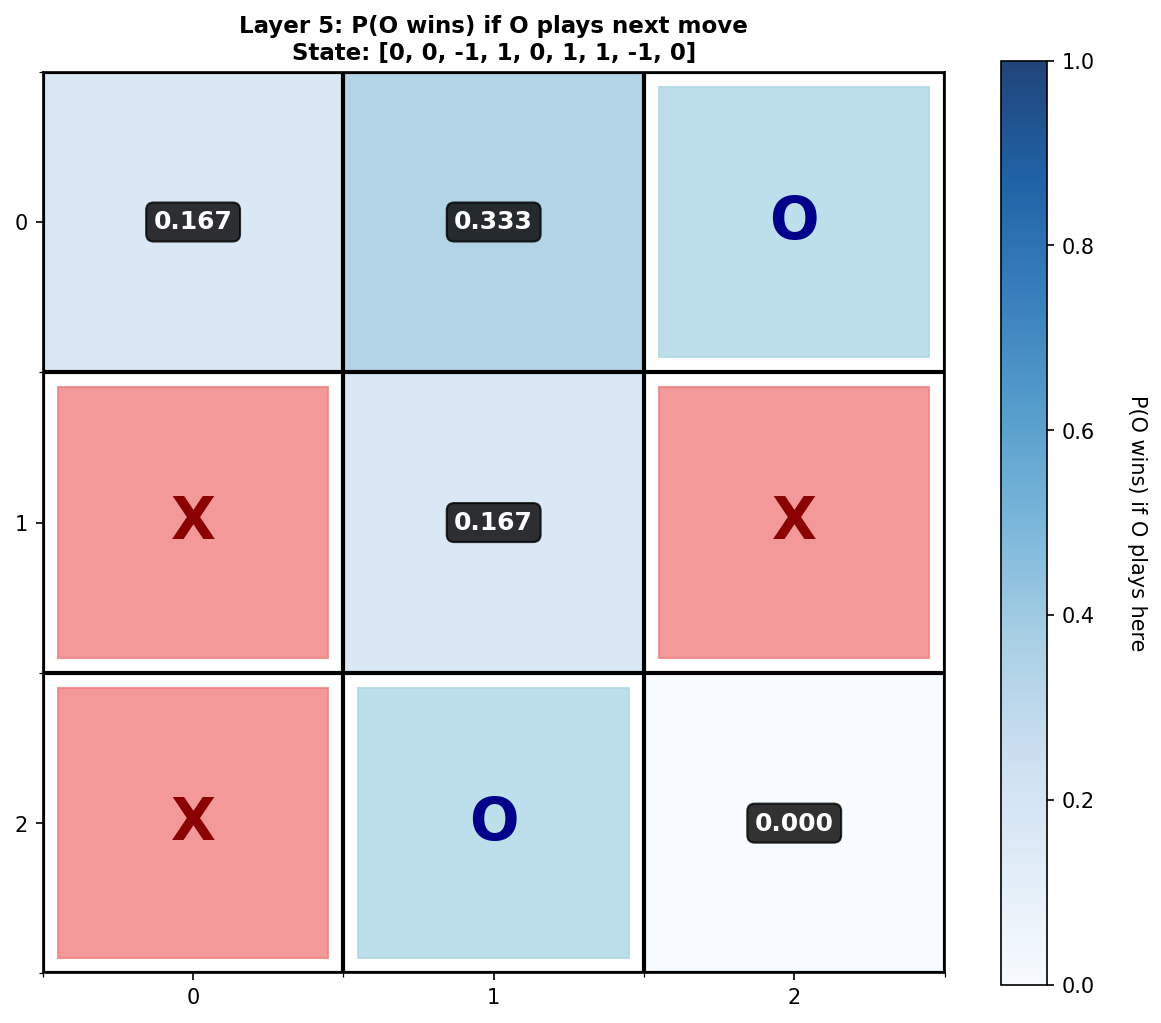 Layer 5: P(O wins) if O plays next move
State: [0, 0, -1, 1, 0, 1, 1, -1, 0]
0
0.167
0.333
O
1
X
0.167
X
2
X
O
0.000
0
1
2
1.0
0.8
0.6
0.4
0.2
0.0
P(O wins) if O plays here